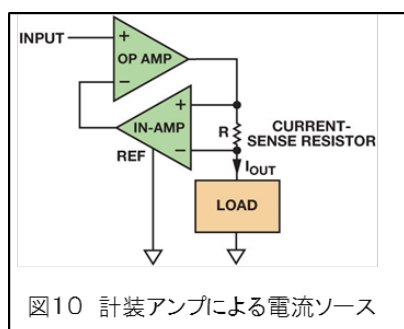 INPUT
+
OP AMP
−
+
IN-AMP
−
REF
R
CURRENT-
SENSE RESISTOR
IOUT
LOAD
図10 計装アンプによる電流ソース